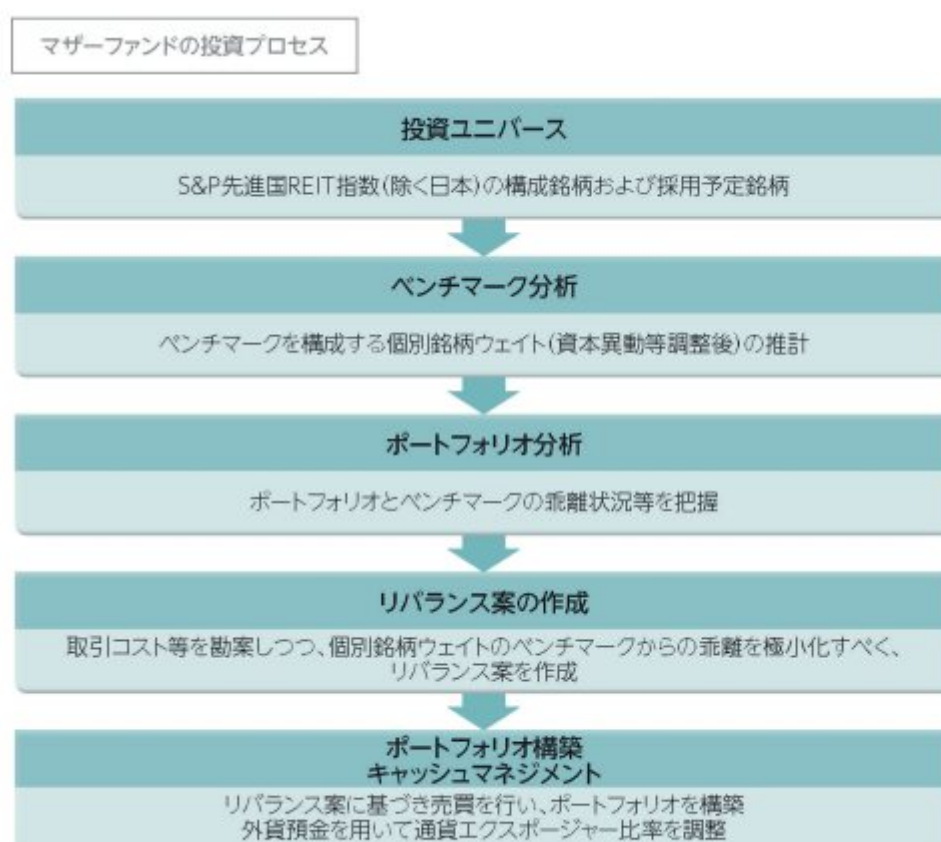 マザーファンドの投資プロセス
投資ユニバース
S&P先進国REIT指数(除く日本)の構成銘柄および採用予定銘柄
ベンチマーク分析
ベンチマークを構成する個別銘柄ウェイト(資本異動等調整後)の推計
ポートフォリオ分析
ポートフォリオとベンチマークの乖離状況等を把握
リバランス案の作成
取引コスト等を勘案しつつ、個別銘柄ウェイトのベンチマークからの乖離を極小化すべく、
リバランス案を作成
ポートフォリオ構築
キャッシュマネジメント
リバランス案に基づき売買を行い、ポートフォリオを構築
外貨預金を用いて通貨エクスポージャー比率を調整